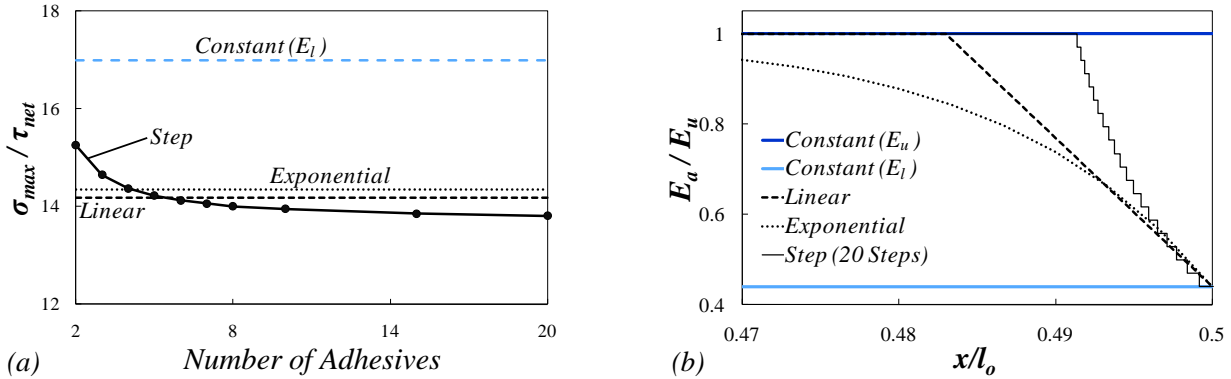 18
16
14
12
2
8
14
20
σmax / τnet
Number of Adhesives
Constant (El)
Step
Exponential
Linear
(a)
1
0.8
0.6
0.4
0.47
0.48
0.49
0.5
Ea / Eu
x/lo
Constant (Eu)
Constant (El)
Linear
Exponential
Step (20 Steps)
(b)